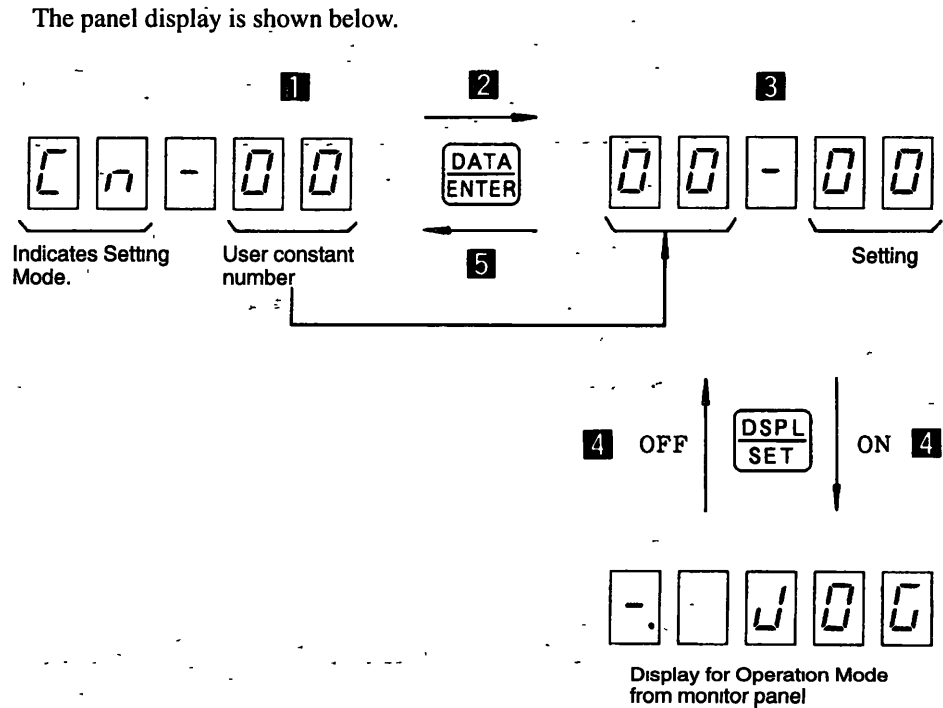 The panel display is shown below.
1
2
3
Cn-00
DATA
ENTER
00-00
Indicates Setting
Mode.
User constant
number
5
Setting
4 OFF
DSPL
SET
ON 4
-. JOG
Display for Operation Mode
from monitor panel